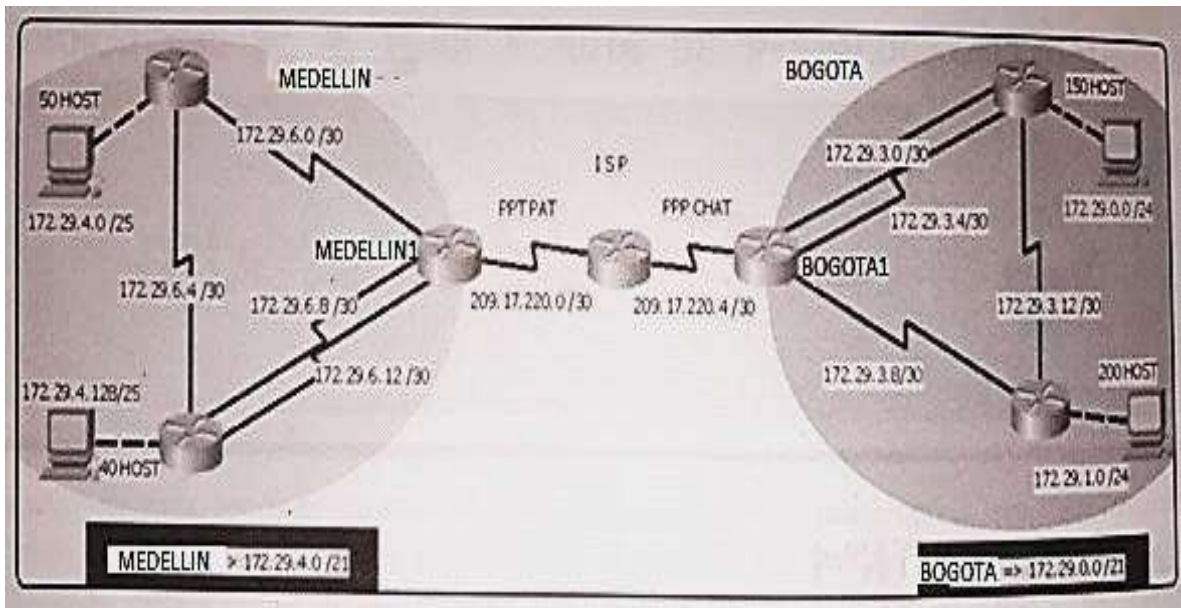 MEDELLIN
50 HOST
172.29.6.0 /30
172.29.4.0 /25
MEDELLIN1
172.29.6.4 /30
172.29.6.8 /30
172.29.6.12 /30
172.29.4.128/25
40 HOST
MEDELLIN > 172.29.4.0 /21
ISP
PPT PAT
PPP CHAT
209.17.220.0 /30
209.17.220.4 /30
BOGOTA
150 HOST
172.29.3.0 /30
172.29.0.0 /24
172.29.3.4/30
BOGOTA1
172.29.3.12 /30
172.29.3.8/30
200 HOST
172.29.1.0 /24
BOGOTA => 172.29.0.0 /21